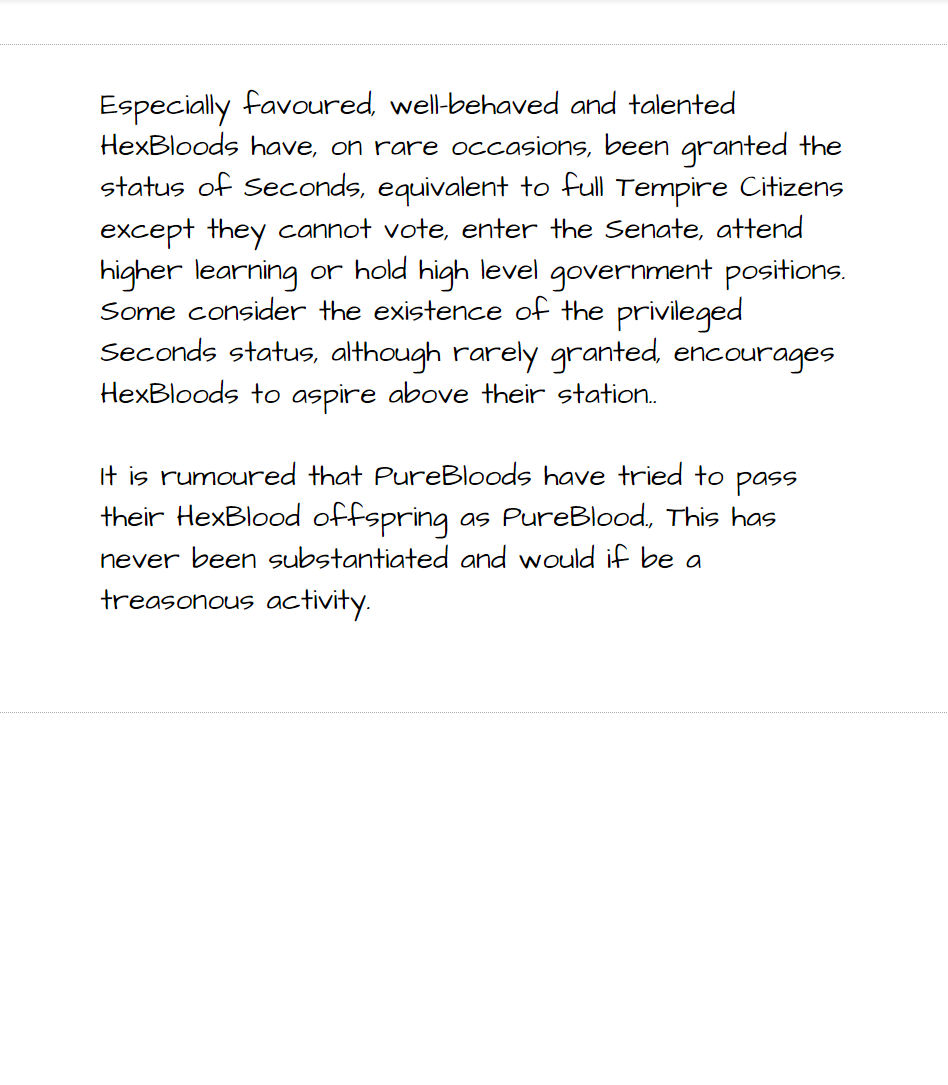 Especially favoured, well-behaved and talented
HexBloods have, on rare occasions, been granted the
status of Seconds, equivalent to full Tempire Citizens
except they cannot vote, enter the Senate, attend
higher learning or hold high level government positions.
Some consider the existence of the privileged
Seconds status, although rarely granted, encourages
HexBloods to aspire above their station..
It is rumoured that PureBloods have tried to pass
their HexBlood offspring as PureBlood., This has
never been substantiated and would if be a
treasonous activity.